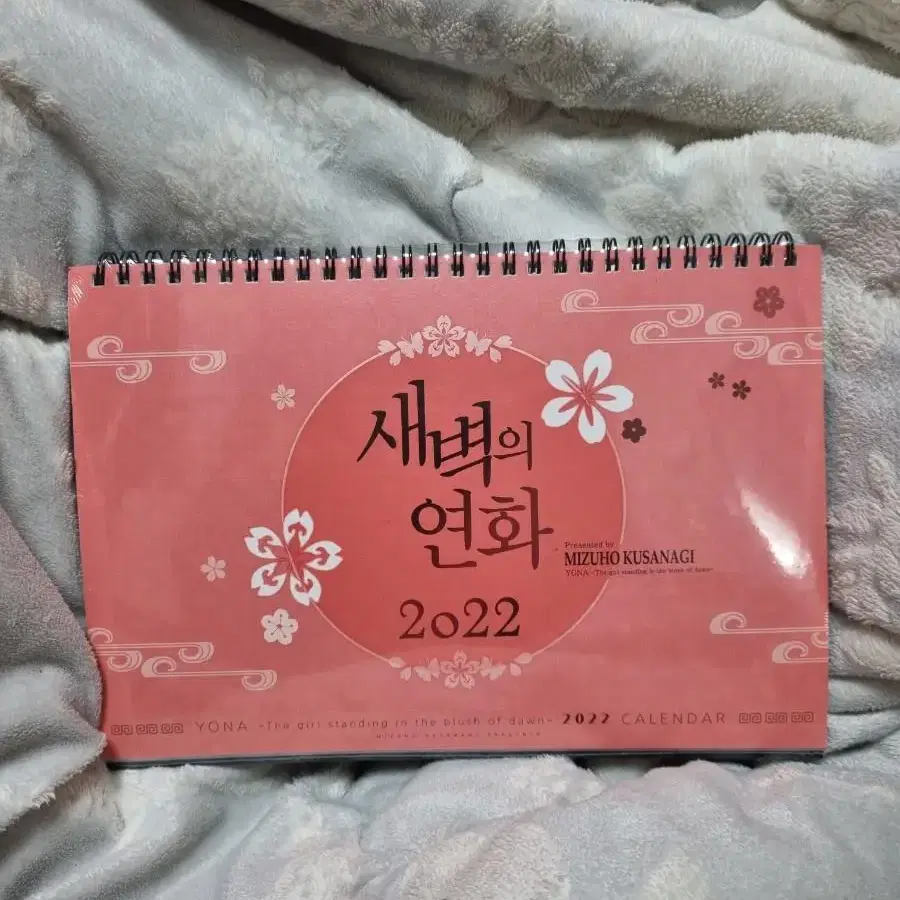 새벽의
연화
2022
Presented by
MIZUHO KUSANAGI
YONA ~The girl standing in the blush of dawn~
YONA ~The girl standing in the blush of dawn~ 2022 CALENDAR